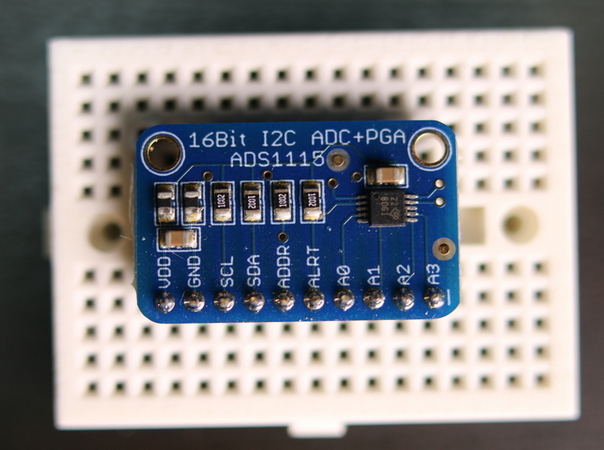 16Bit I2C ADC+PGA
ADS1115
VDD GND SCL SDA ADDR ALRT A0 A1 A2 A3